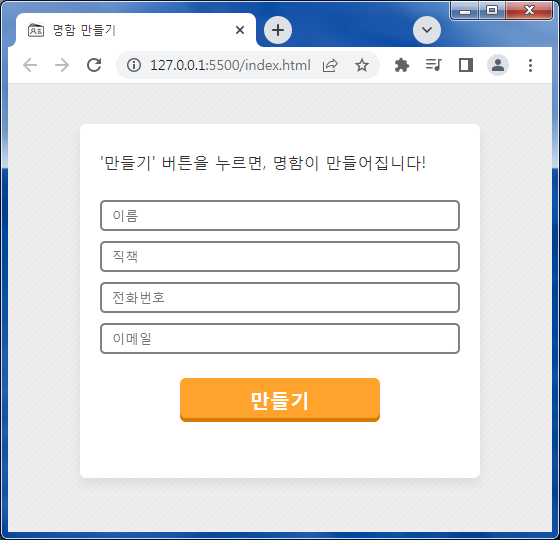 명함 만들기
127.0.0.1:5500/index.html
'만들기' 버튼을 누르면, 명함이 만들어집니다!
이름
직책
전화번호
이메일
만들기